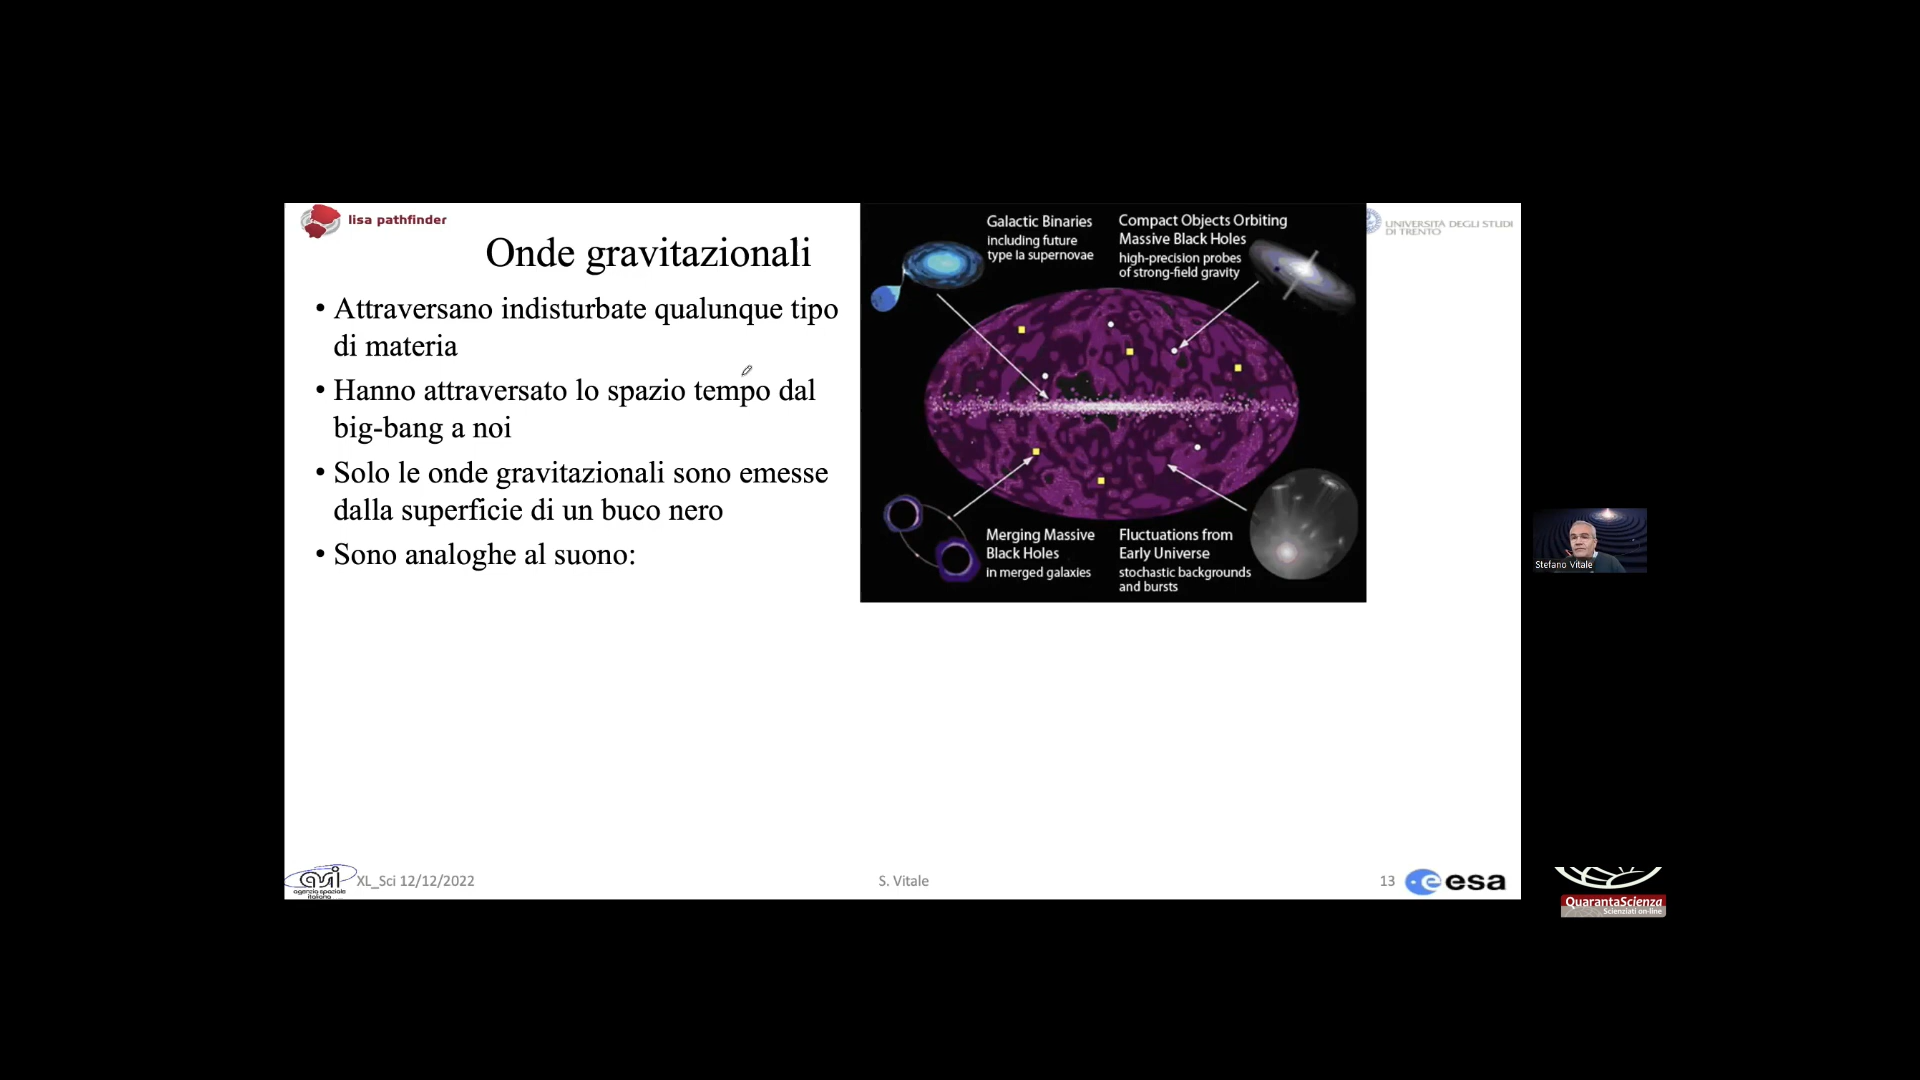 lisa pathfinder
Onde gravitazionali
• Attraversano indisturbate qualunque tipo
di materia
• Hanno attraversato lo spazio tempo dal
big-bang a noi
• Solo le onde gravitazionali sono emesse
dalla superficie di un buco nero
• Sono analoghe al suono:
Galactic Binaries
including future
type Ia supernovae
Compact Objects Orbiting
Massive Black Holes
high-precision probes
of strong-field gravity
Merging Massive
Black Holes
in merged galaxies
Fluctuations from
Early Universe
stochastic backgrounds
and bursts
UNIVERSITÀ DEGLI STUDI
DI TRENTO
Stefano Vitale
asi
agenzia spaziale
italiana
XL_Sci 12/12/2022
S. Vitale
13
esa
QuarantaScienza
Scienziati on-line